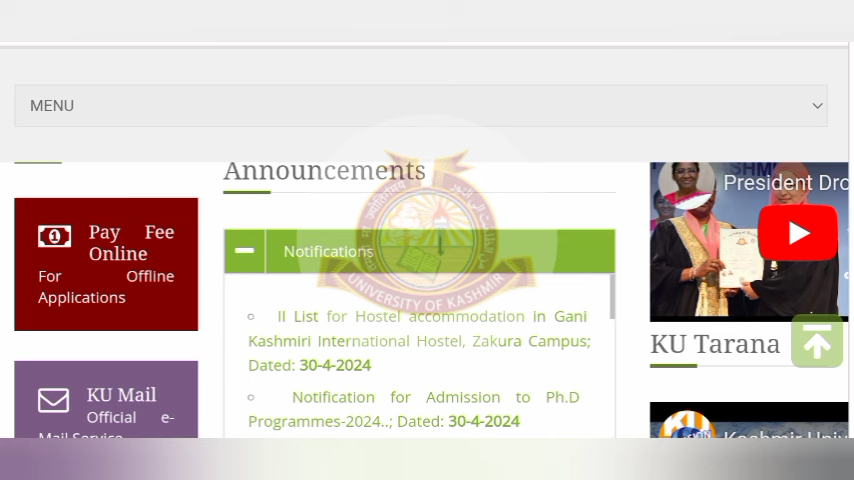 MENU
Announcements
Pay Fee
Online
For Offline
Applications
KU Mail
Official e-
Mail Service
Notifications
UNIVERSITY OF KASHMIR
II List for Hostel accommodation in Gani
Kashmiri International Hostel, Zakura Campus;
Dated: 30-4-2024
Notification for Admission to Ph.D
Programmes-2024..; Dated: 30-4-2024
President Dro
KU Tarana
Kashmir Univ